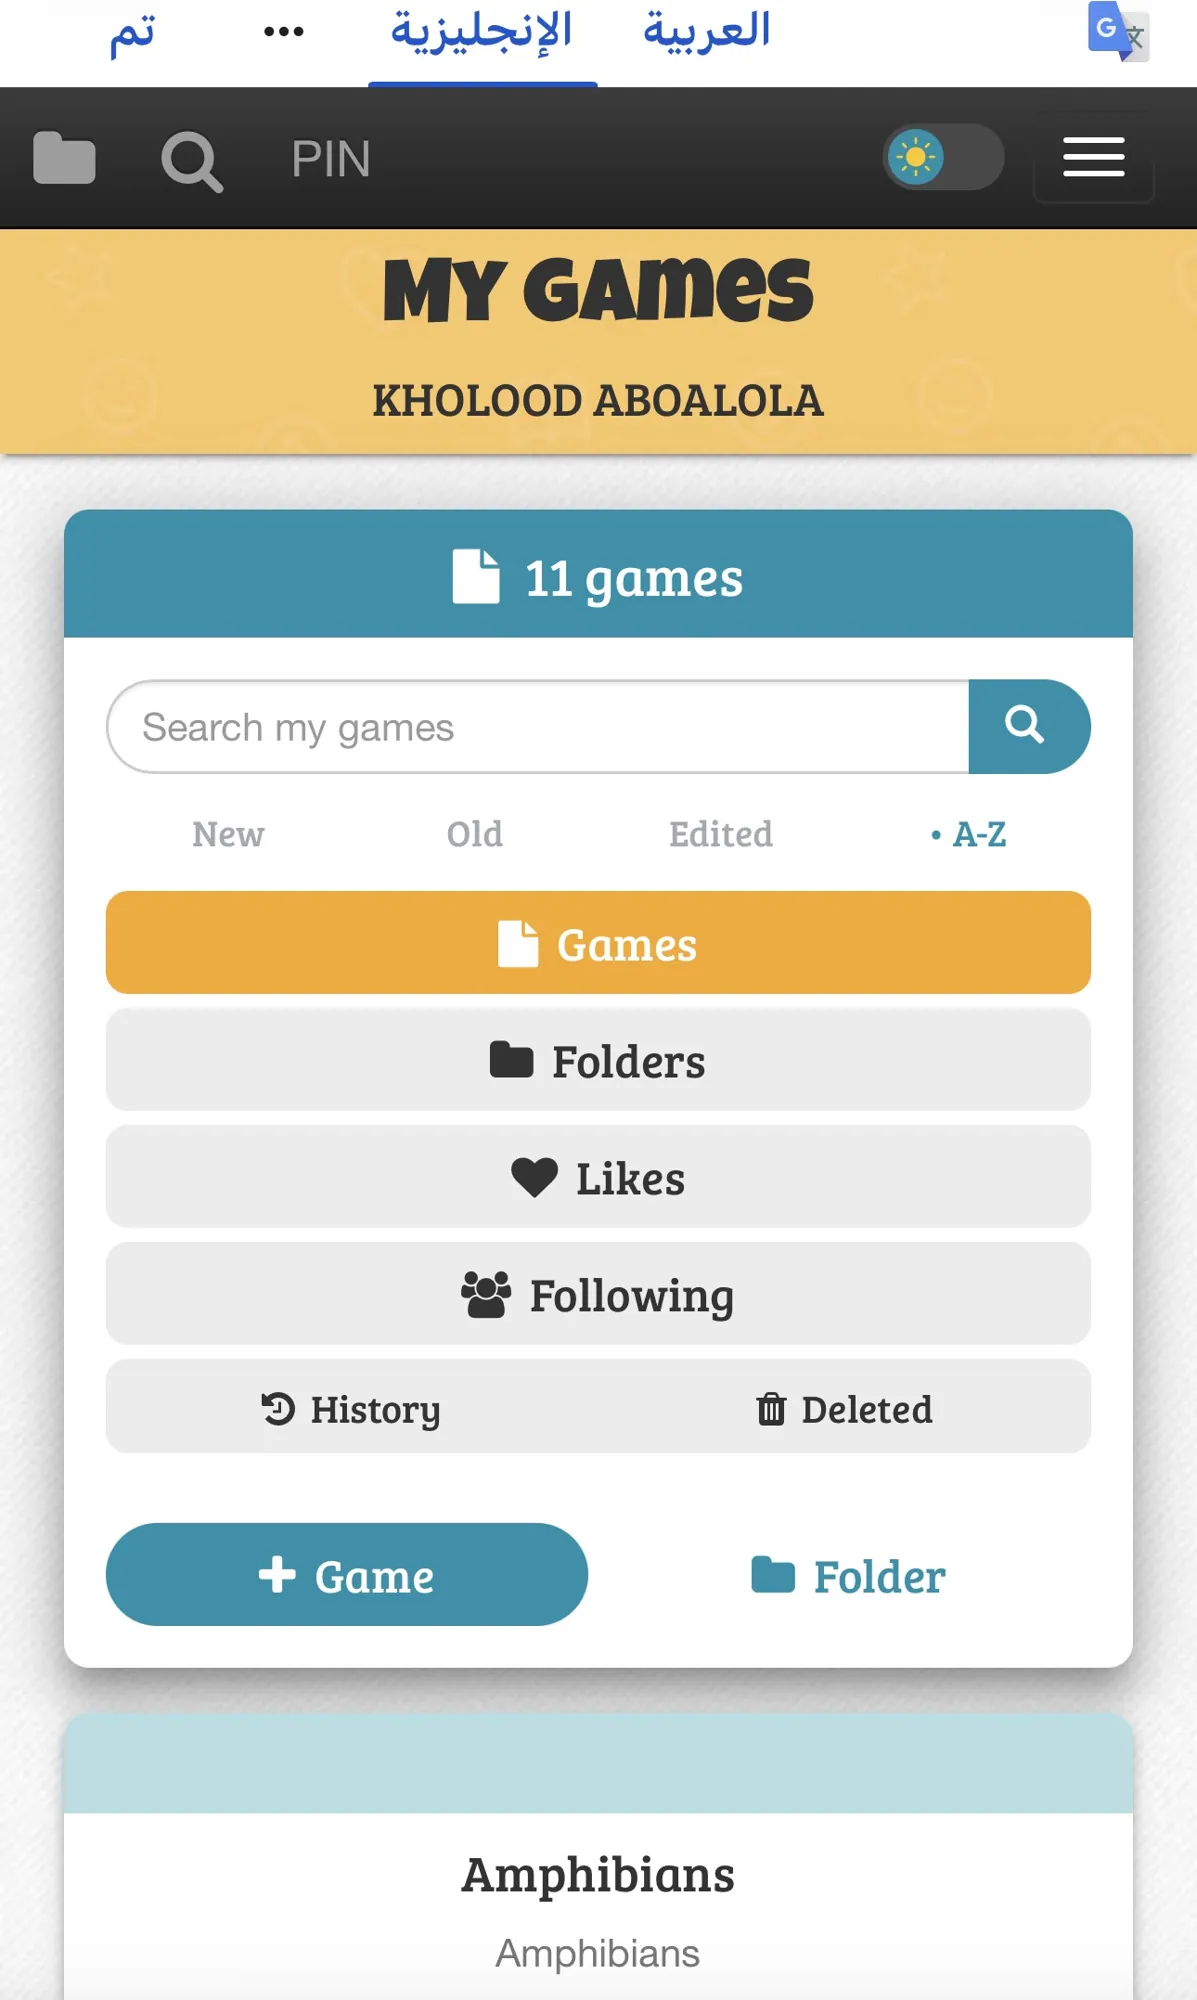 العربية الإنجليزية ••• تم
PIN
My Games
KHOLOOD ABOALOLA
11 games
Search my games
New Old Edited • A-Z
Games
Folders
Likes
Following
History Deleted
+ Game Folder
Amphibians
Amphibians